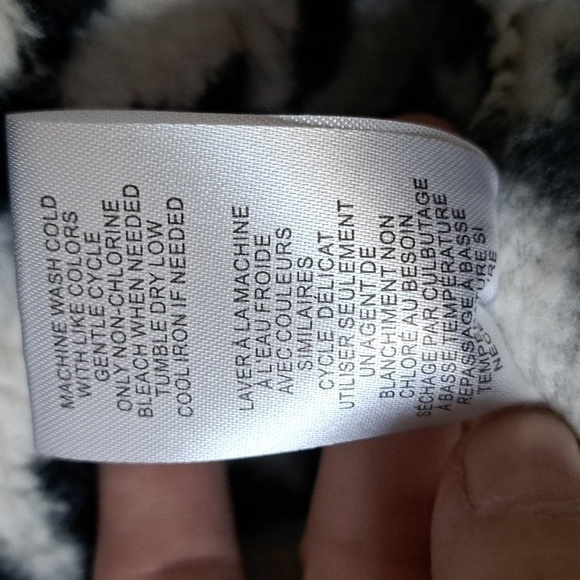 MACHINE WASH COLD
WITH LIKE COLORS
GENTLE CYCLE
ONLY NON-CHLORINE
BLEACH WHEN NEEDED
TUMBLE DRY LOW
COOL IRON IF NEEDED
LAVER À LA MACHINE
À L'EAU FROIDE
AVEC COULEURS
SIMILAIRES
CYCLE DÉLICAT
UTILISER SEULEMENT
UN AGENT DE
BLANCHIMENT NON
CHLORÉ AU BESOIN
SÉCHAGE PAR CULBUTAGE
À BASSE TEMPÉRATURE
REPASSAGE À BASSE
SI